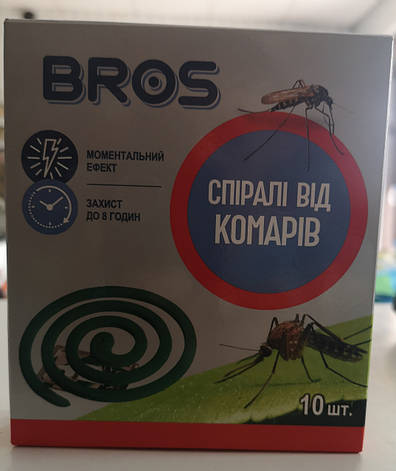 BROS
МОМЕНТАЛЬНИЙ
ЕФЕКТ
ЗАХИСТ
ДО 8 ГОДИН
СПІРАЛІ ВІД
КОМАРІВ
10 шт.